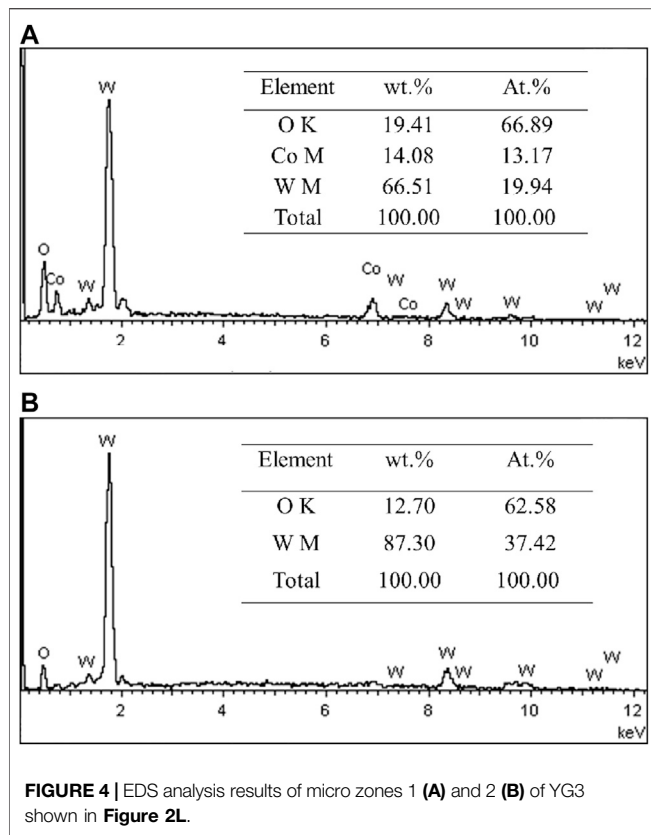 A
W
Element wt.% At.%
O K 19.41 66.89
Co M 14.08 13.17
W M 66.51 19.94
Total 100.00 100.00
O
Co
W
Co
W
Co
W
W
W
W
W
2 4 6 8 10 12
keV
B
W
Element wt.% At.%
O K 12.70 62.58
W M 87.30 37.42
Total 100.00 100.00
O
W
W
W
W
W
W
W
2 4 6 8 10 12
keV
FIGURE 4 | EDS analysis results of micro zones 1 (A) and 2 (B) of YG3
shown in Figure 2L.